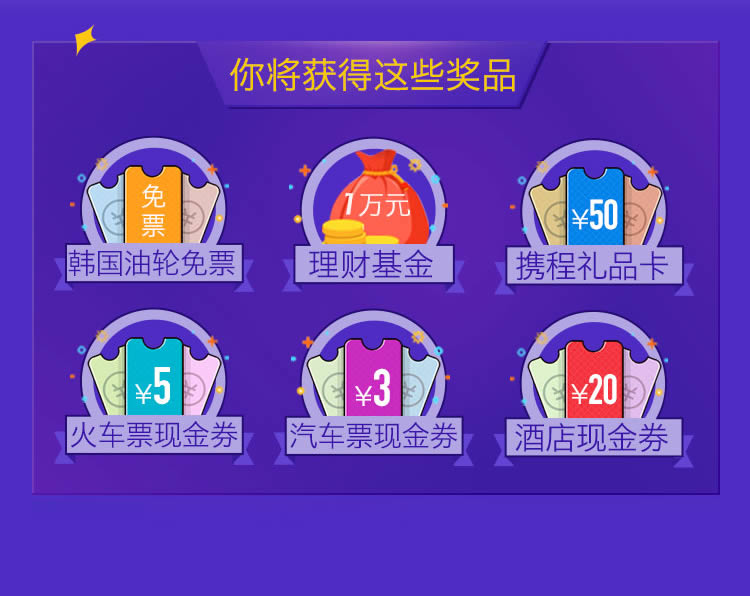 你将获得这些奖品
免
票
韩国油轮免票
1万元
理财基金
¥50
携程礼品卡
¥5
火车票现金券
¥3
汽车票现金券
¥20
酒店现金券